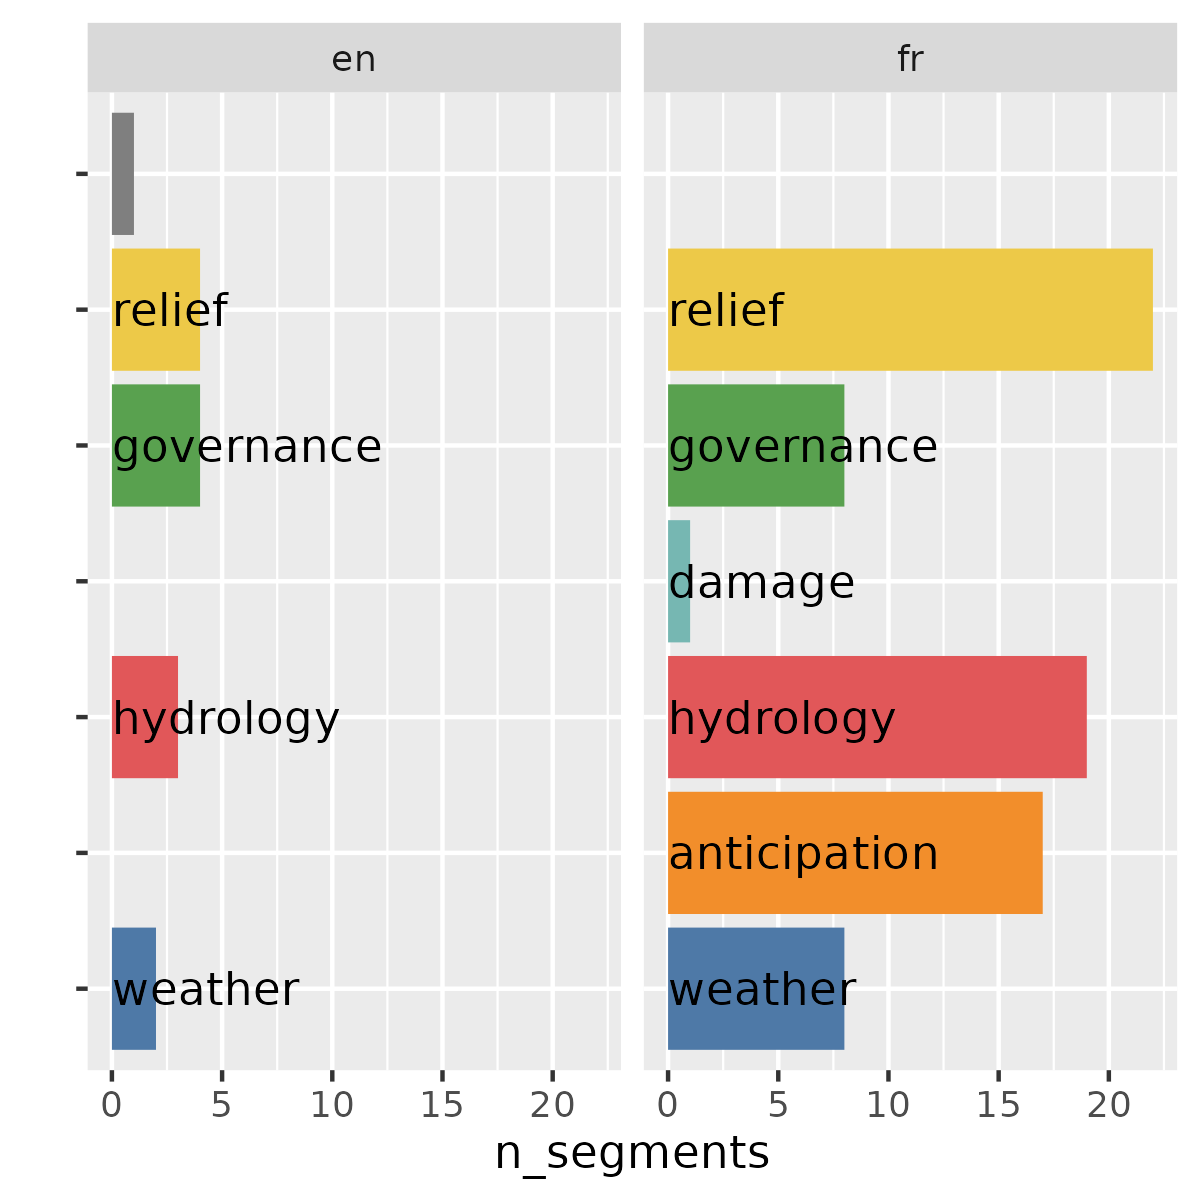 en
fr
relief
relief
governance
governance
damage
hydrology
hydrology
anticipation
weather
weather
0 5 10 15 20
0 5 10 15 20
n_segments